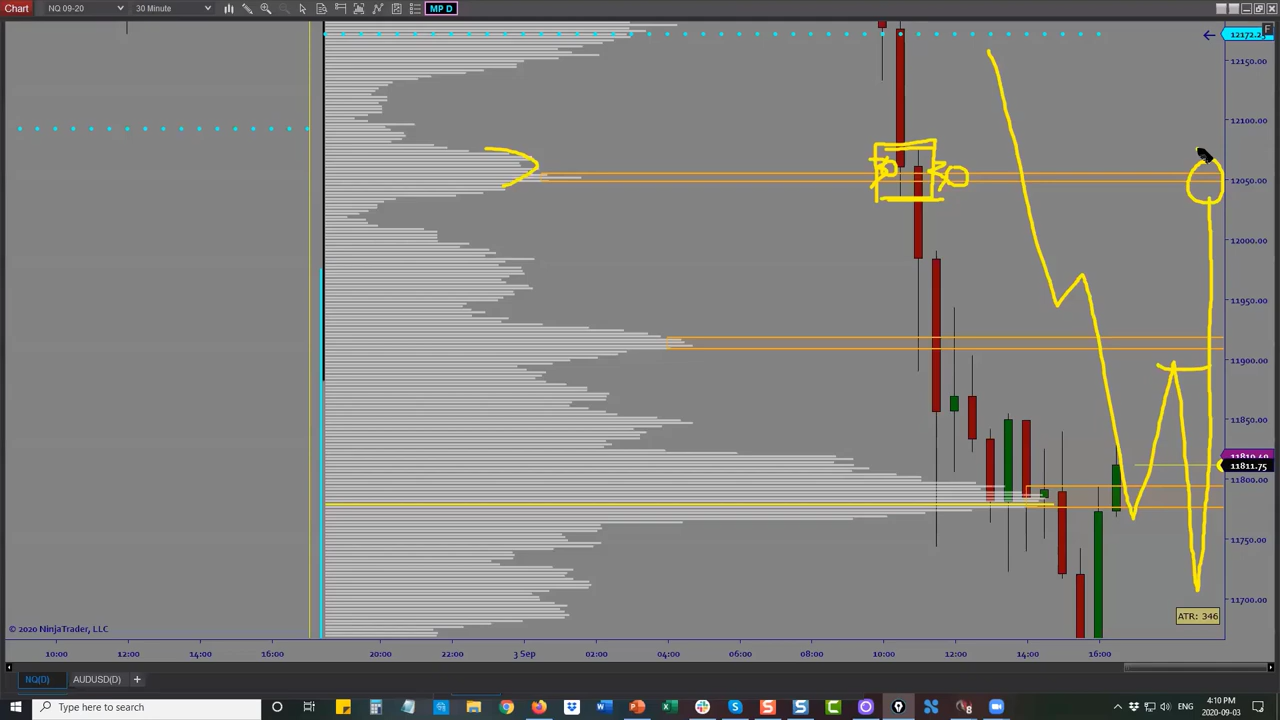 Chart NQ 09-20 30 Minute MP D
12172.25
12150.00
12100.00
30 30
12050.00
12000.00
11950.00
11900.00
11850.00
11811.75
11800.00
11750.00
11700.00
ATR: 346
© 2020 NinjaTrader, LLC
10:00 12:00 14:00 16:00 20:00 22:00 3 Sep 02:00 04:00 06:00 08:00 10:00 12:00 14:00 16:00
NQ(D) AUDUSD(D) +
Type here to search
ENG 4:10 PM
2020-09-03